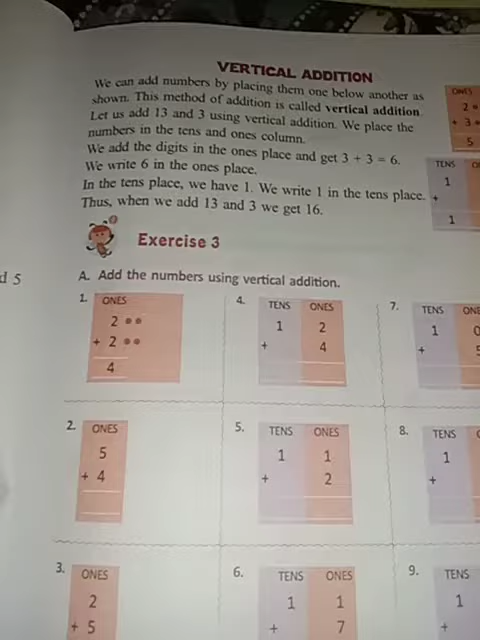 VERTICAL ADDITION
We can add numbers by placing them one below another as
shown. This method of addition is called vertical addition.
Let us add 13 and 3 using vertical addition. We place the
numbers in the tens and ones column.
We add the digits in the ones place and get 3 + 3 = 6.
We write 6 in the ones place.
In the tens place, we have 1. We write 1 in the tens place.
Thus, when we add 13 and 3 we get 16.
ONES
2
+ 3
5
TENS
1
+
1
Exercise 3
d 5
A. Add the numbers using vertical addition.
1. ONES
2
+ 2
4
4. TENS ONES
1 2
+ 4
7. TENS ONE
1 0
+ 5
2. ONES
5
+ 4
5. TENS ONES
1 1
+ 2
8. TENS
1
+
3. ONES
2
+ 5
6. TENS ONES
1 1
+ 7
9. TENS
1
+